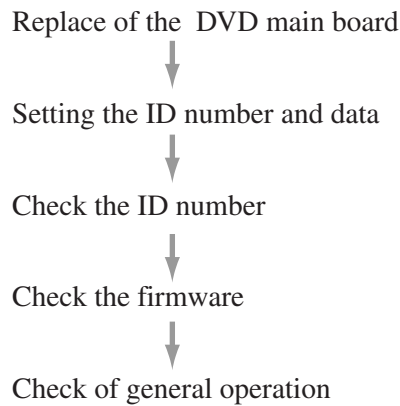 Replace of the DVD main board
Setting the ID number and data
Check the ID number
Check the firmware
Check of general operation